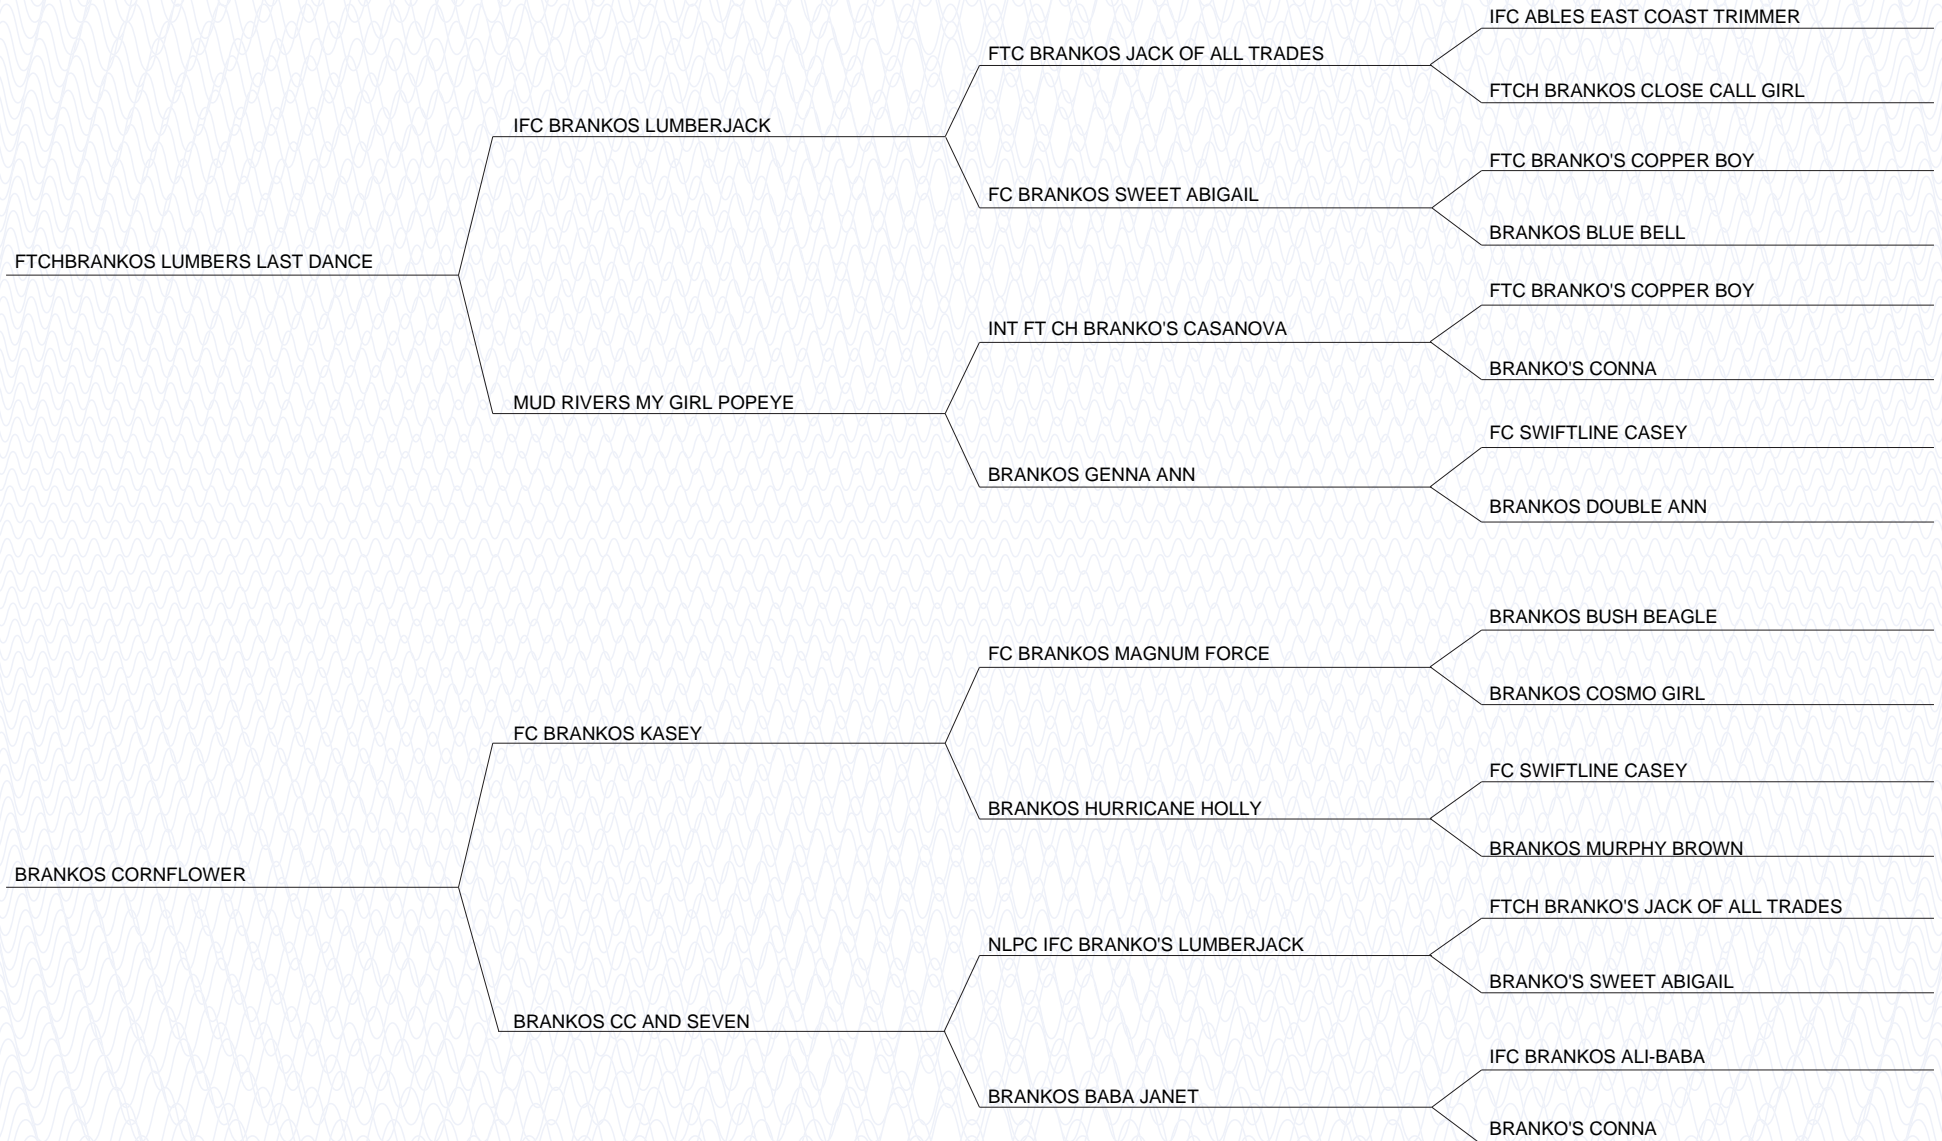 IFC ABLES EAST COAST TRIMMER
FTC BRANKOS JACK OF ALL TRADES
FTCH BRANKOS CLOSE CALL GIRL
IFC BRANKOS LUMBERJACK
FTC BRANKO'S COPPER BOY
FC BRANKOS SWEET ABIGAIL
BRANKOS BLUE BELL
FTCHBRANKOS LUMBERS LAST DANCE
FTC BRANKO'S COPPER BOY
INT FT CH BRANKO'S CASANOVA
BRANKO'S CONNA
MUD RIVERS MY GIRL POPEYE
FC SWIFTLINE CASEY
BRANKOS GENNA ANN
BRANKOS DOUBLE ANN
BRANKOS BUSH BEAGLE
FC BRANKOS MAGNUM FORCE
BRANKOS COSMO GIRL
FC BRANKOS KASEY
FC SWIFTLINE CASEY
BRANKOS HURRICANE HOLLY
BRANKOS MURPHY BROWN
BRANKOS CORNFLOWER
FTCH BRANKO'S JACK OF ALL TRADES
NLPC IFC BRANKO'S LUMBERJACK
BRANKO'S SWEET ABIGAIL
BRANKOS CC AND SEVEN
IFC BRANKOS ALI-BABA
BRANKOS BABA JANET
BRANKO'S CONNA